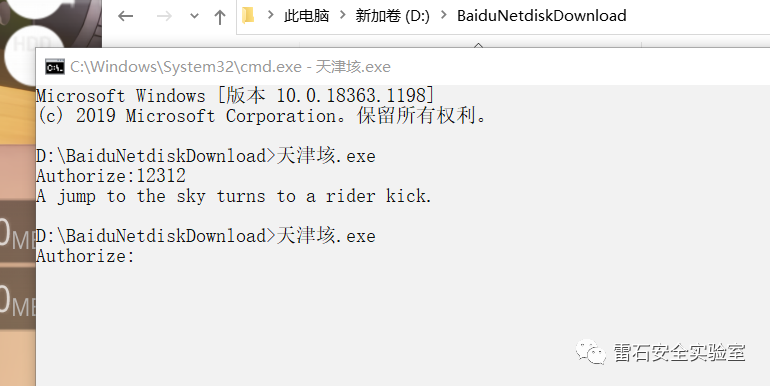 此电脑 > 新加卷 (D:) > BaiduNetdiskDownload
HDD
C:\Windows\System32\cmd.exe - 天津垓.exe
Microsoft Windows [版本 10.0.18363.1198]
(c) 2019 Microsoft Corporation。保留所有权利。
D:\BaiduNetdiskDownload>天津垓.exe
Authorize:12312
A jump to the sky turns to a rider kick.
D:\BaiduNetdiskDownload>天津垓.exe
Authorize:
0MB
0MB
雷石安全实验室